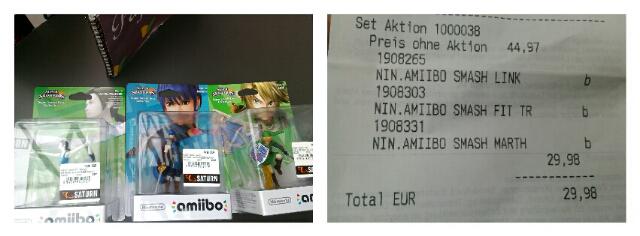 SATURN
SATURN
SATURN
amiibo
amiibo
Set Aktion 1000038
Preis ohne Aktion 44,97
1908265
NIN.AMIIBO SMASH LINK b
1908303
NIN.AMIIBO SMASH FIT TR b
1908331
NIN.AMIIBO SMASH MARTH b
29,98
Total EUR 29,98